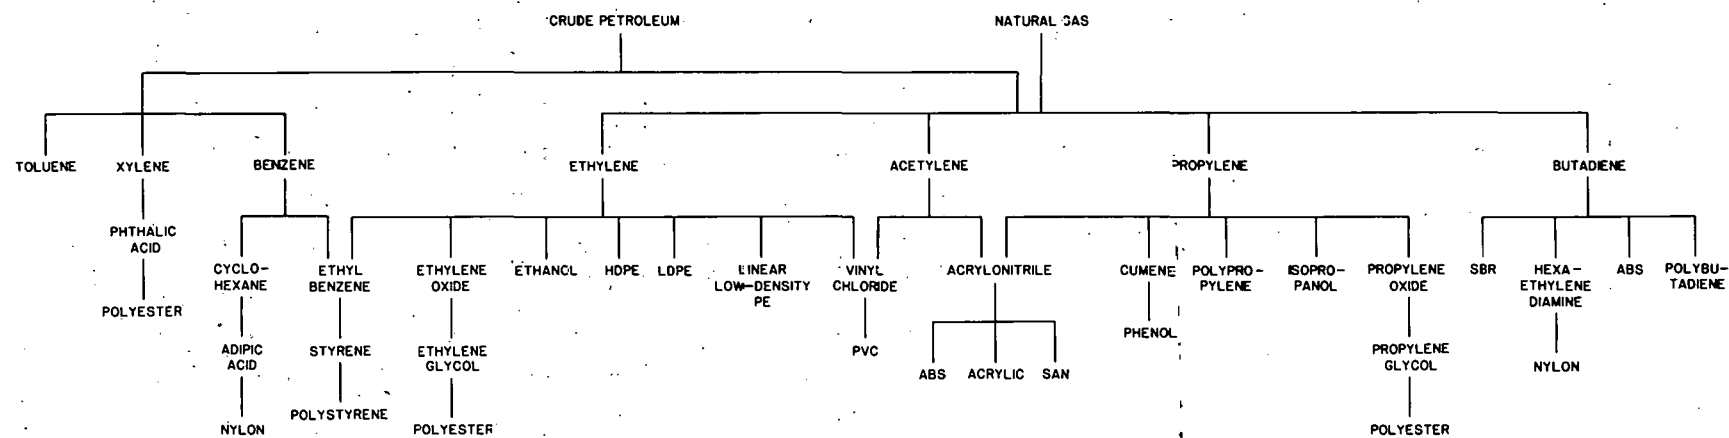 CRUDE PETROLEUM
NATURAL GAS
TOLUENE
XYLENE
BENZENE
ETHYLENE
ACETYLENE
PROPYLENE
BUTADIENE
PHTHALIC
ACID
POLYESTER
CYCLO-
HEXANE
ADIPIC
ACID
NYLON
ETHYL
BENZENE
STYRENE
POLYSTYRENE
ETHYLENE
OXIDE
ETHYLENE
GLYCOL
POLYESTER
ETHANOL
HDPE
LDPE
LINEAR
LOW-DENSITY
PE
VINYL
CHLORIDE
PVC
ACRYLONITRILE
ABS
ACRYLIC
SAN
CUMENE
PHENOL
POLYPRO-
PYLENE
ISOPRO-
PANOL
PROPYLENE
OXIDE
PROPYLENE
GLYCOL
POLYESTER
SBR
HEXA-
ETHYLENE
DIAMINE
NYLON
ABS
POLYBU-
TADIENE